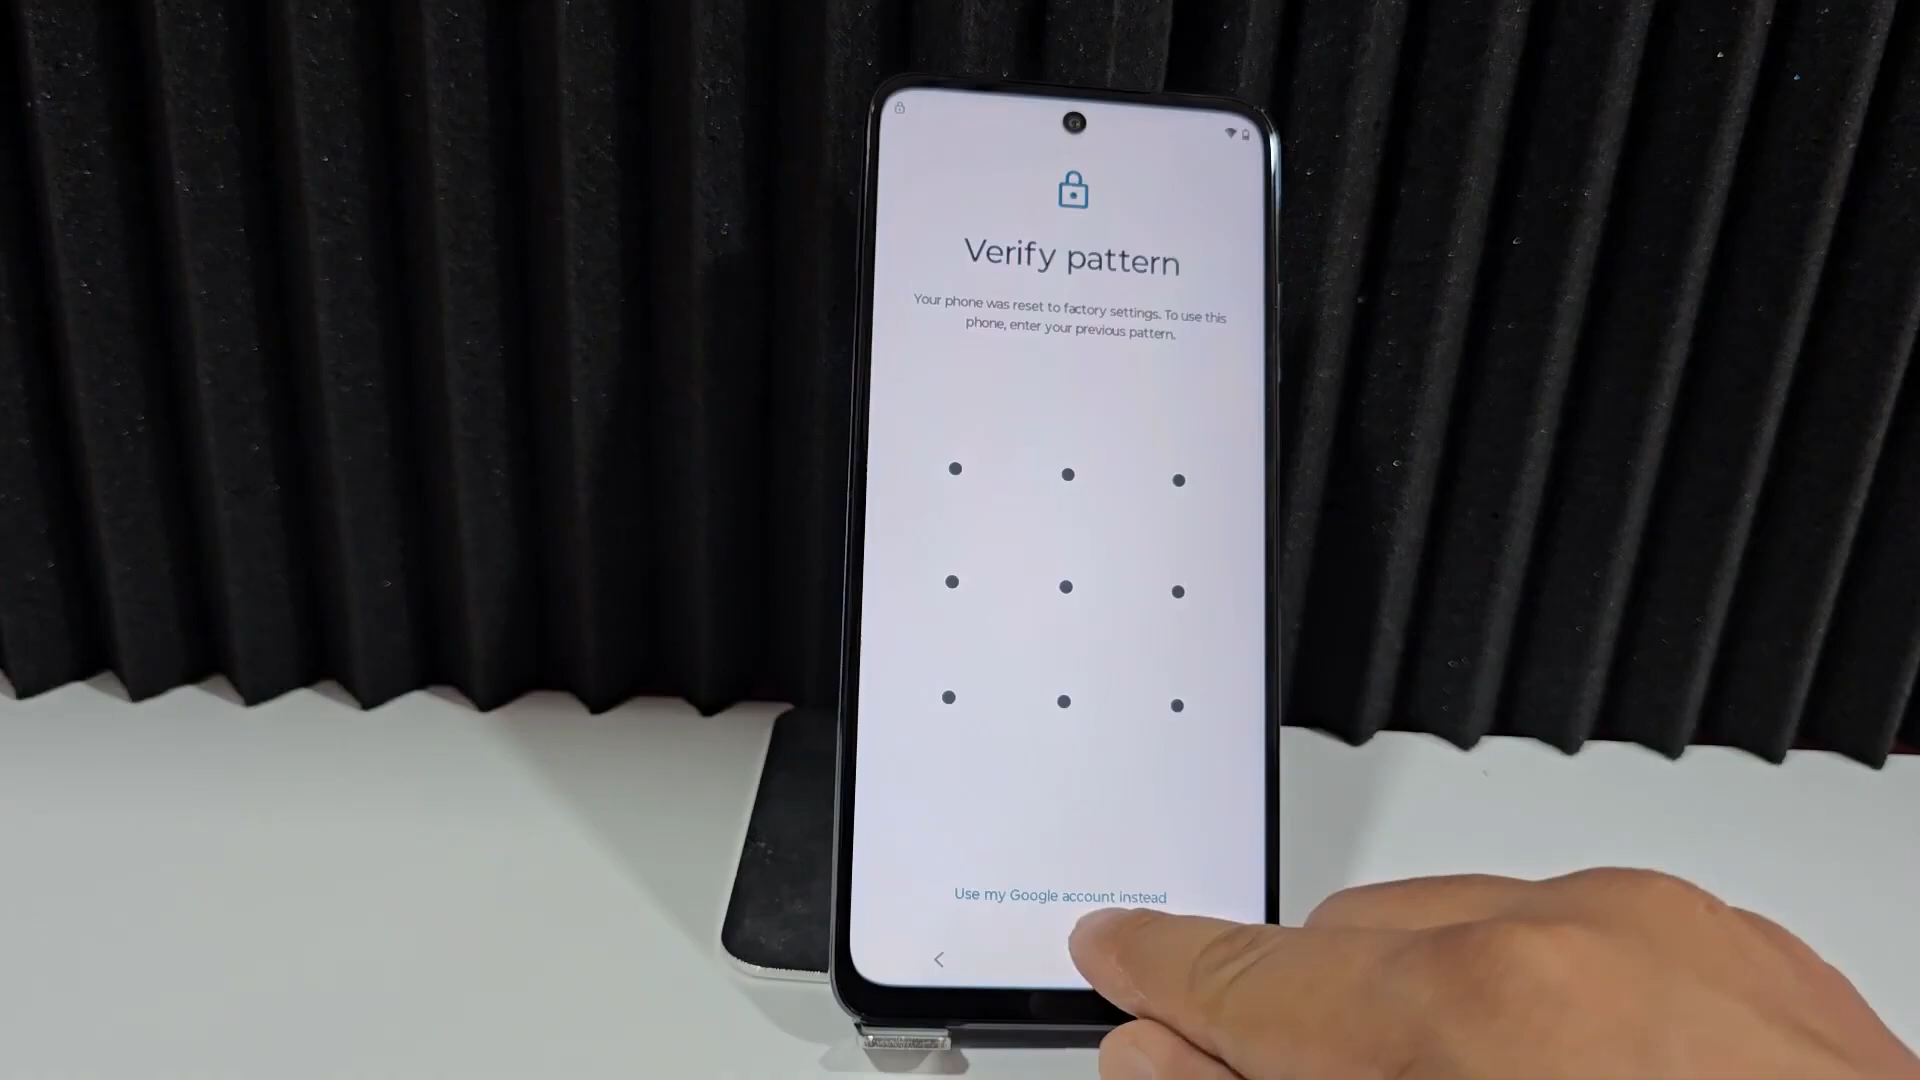 Verify pattern
Your phone was reset to factory settings. To use this
phone, enter your previous pattern.
Use my Google account instead